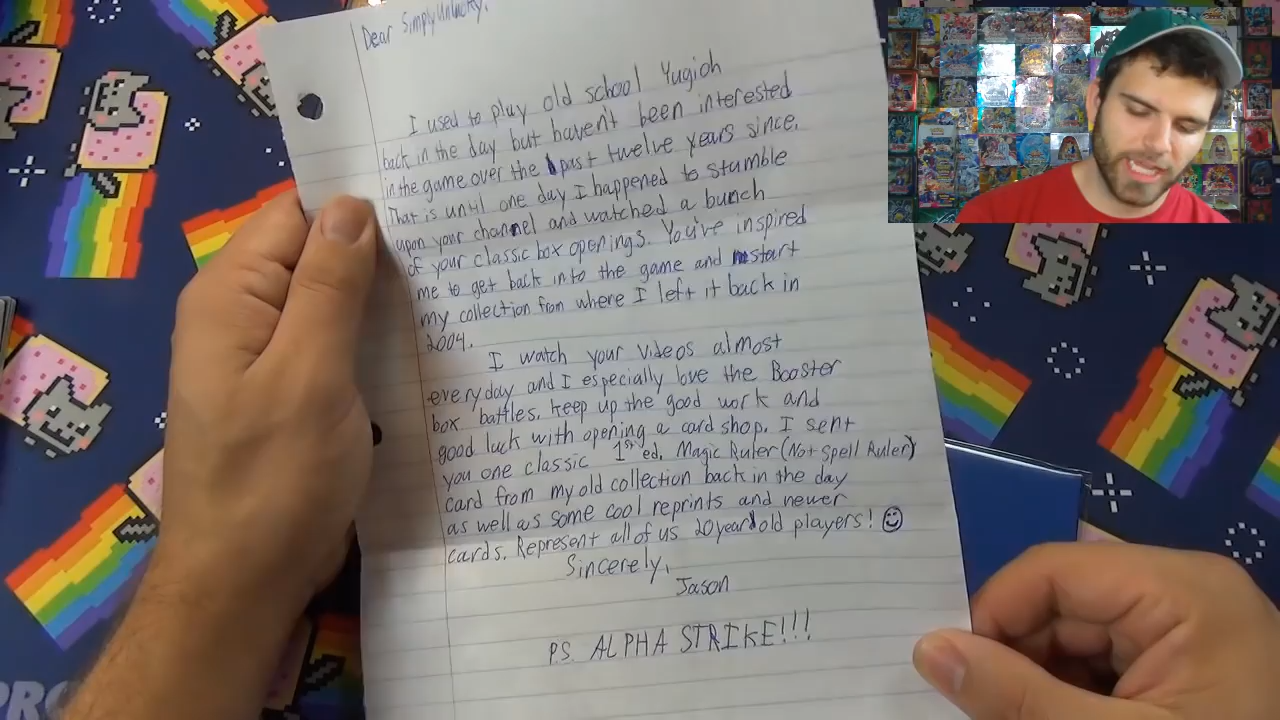 Dear SimplyUnlucky,
I used to play old school Yugioh
back in the day but haven't been interested
in the game over the past twelve years since.
That is until one day I happened to stumble
upon your channel and watched a bunch
of your classic box openings. You've inspired
me to get back into the game and start
my collection from where I left it back in
2004.
I watch your videos almost
everyday and I especially love the Booster
box battles. Keep up the good work and
good luck with opening a card shop. I sent
you one classic 1st ed. Magic Ruler (Not Spell Ruler)
card from my old collection back in the day
as well as some cool reprints and newer
cards. Represent all of us 20 year old players! ☺
Sincerely,
Jason
P.S. ALPHA STRIKE!!!
PRO